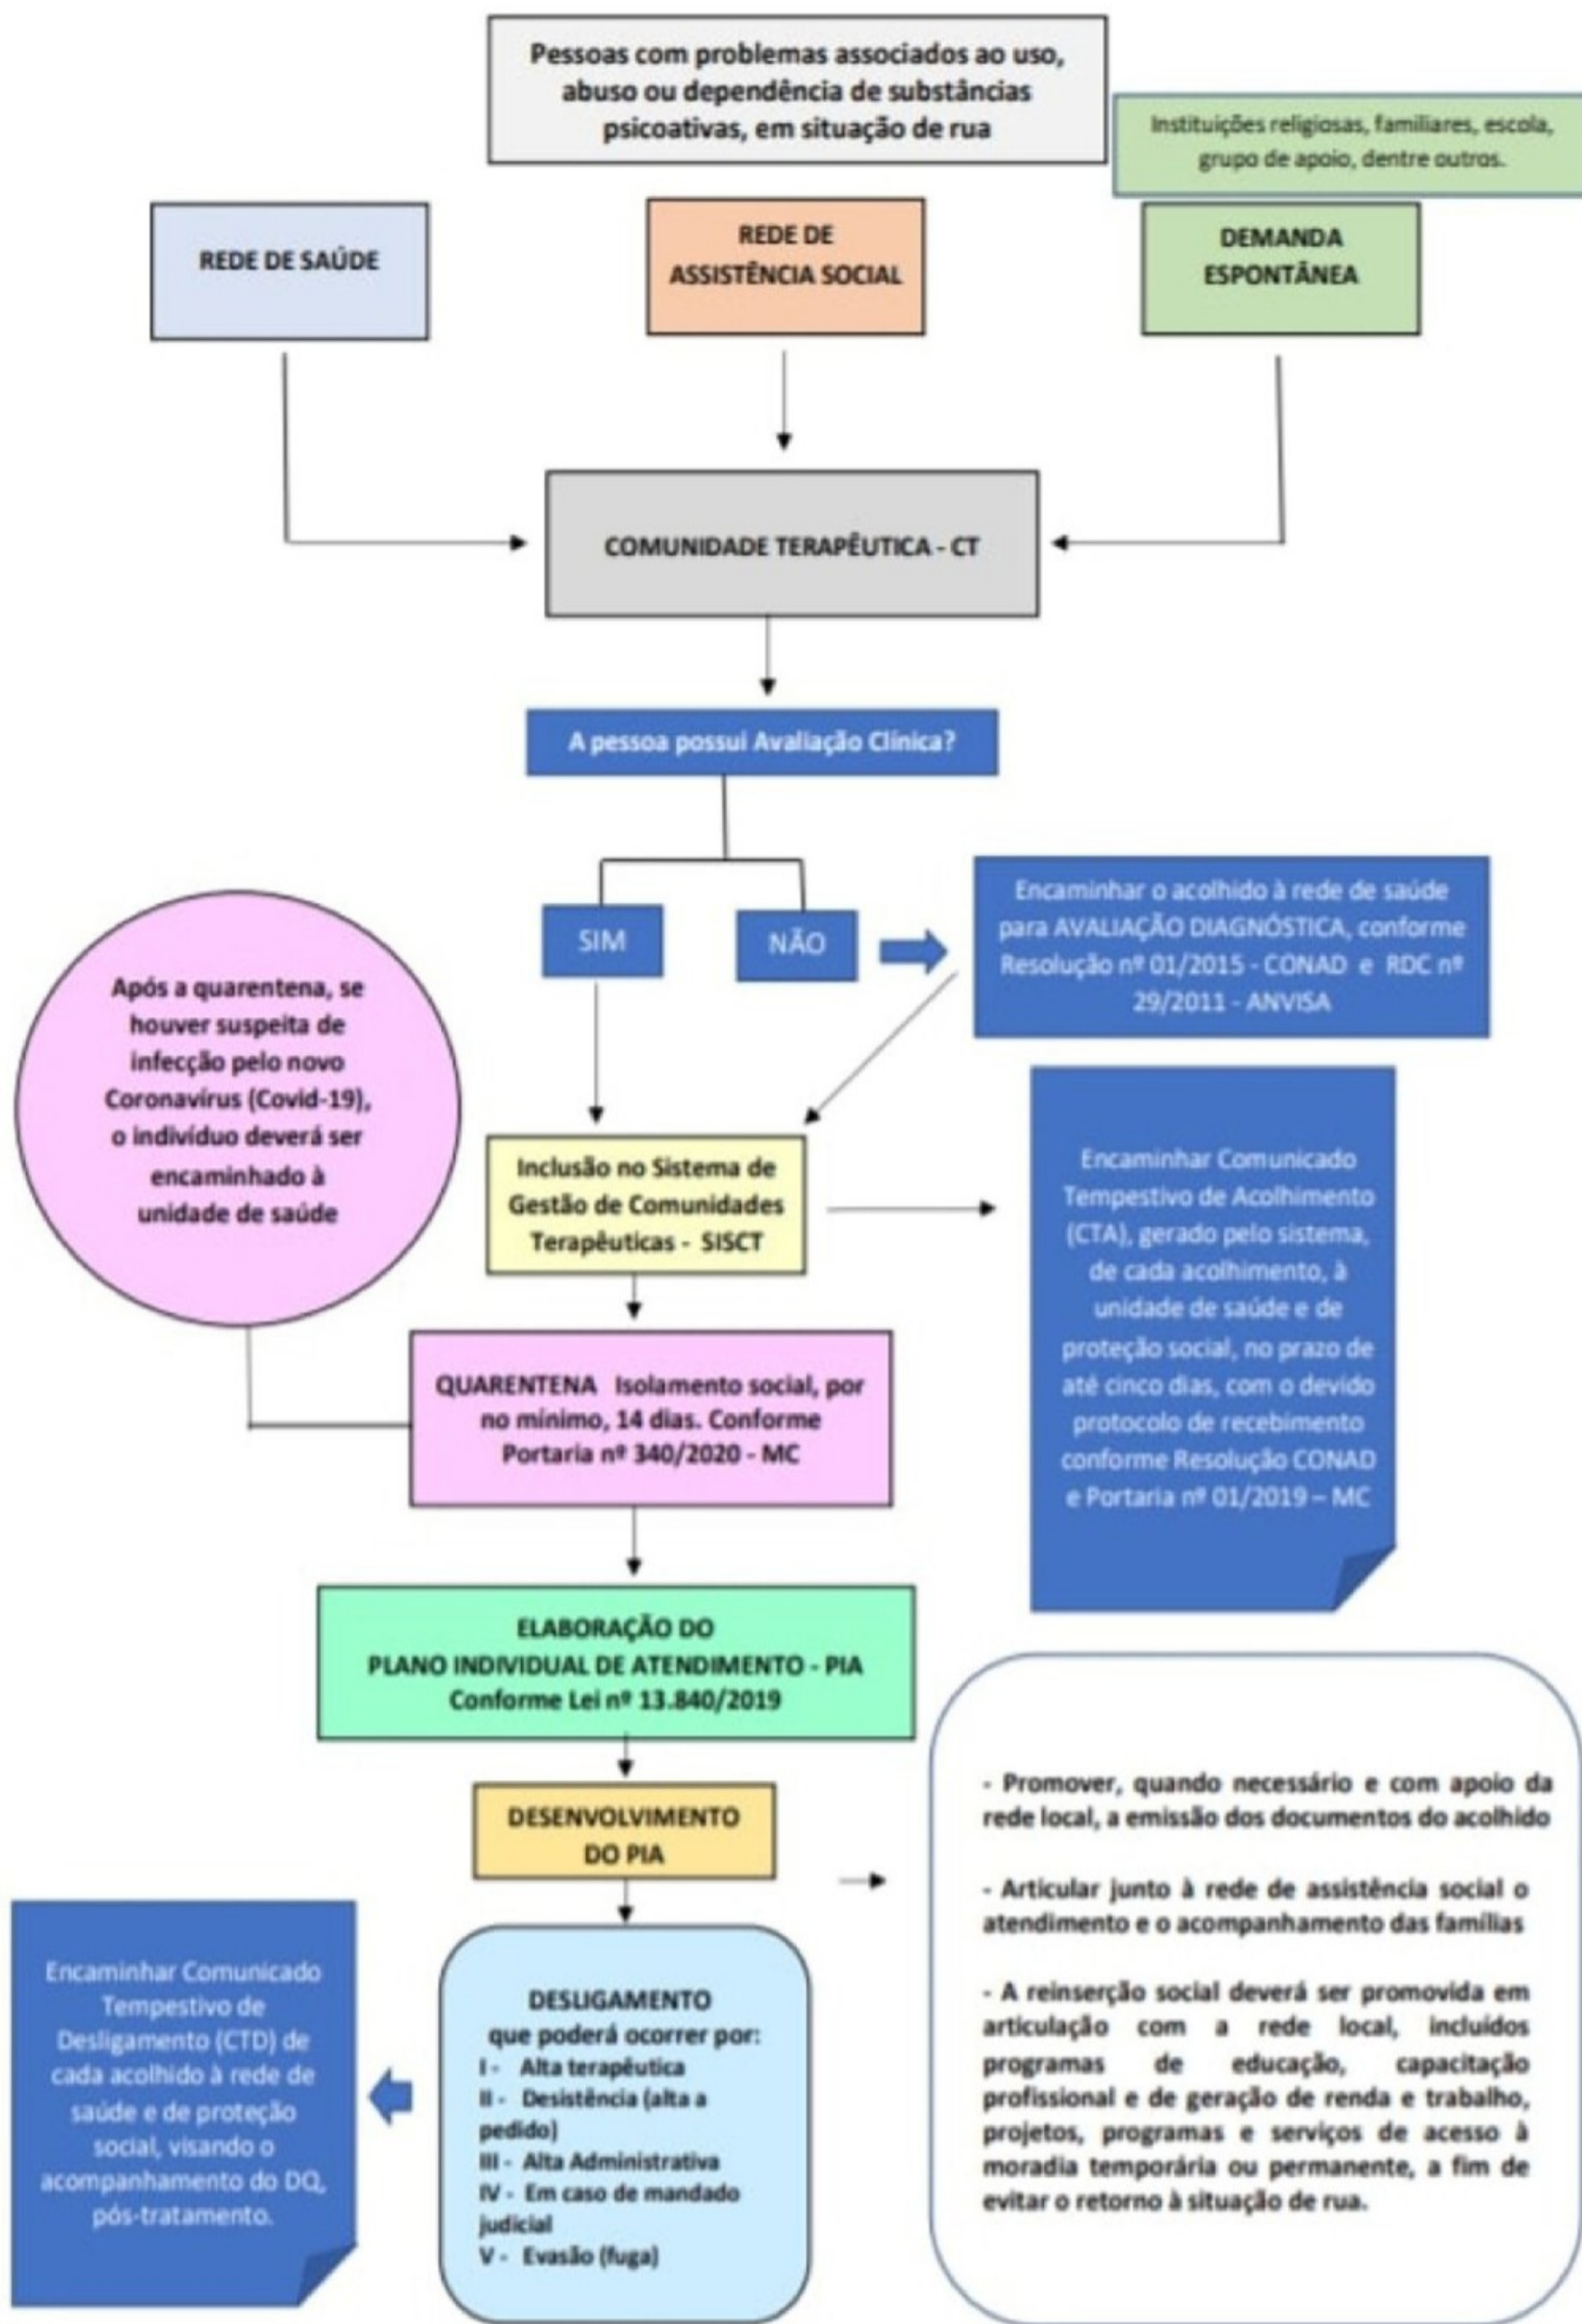 Pessoas com problemas associados ao uso,
abuso ou dependência de substâncias
psicoativas, em situação de rua
Instituições religiosas, familiares, escola,
grupo de apoio, dentre outros.
REDE DE SAÚDE
REDE DE
ASSISTÊNCIA SOCIAL
DEMANDA
ESPONTÂNEA
COMUNIDADE TERAPÊUTICA - CT
A pessoa possui Avaliação Clínica?
SIM
NÃO
Encaminhar o acolhido à rede de saúde
para AVALIAÇÃO DIAGNÓSTICA, conforme
Resolução nº 01/2015 - CONAD e RDC nº
29/2011 - ANVISA
Após a quarentena, se
houver suspeita de
infecção pelo novo
Coronavírus (Covid-19),
o indivíduo deverá ser
encaminhado à
unidade de saúde
Inclusão no Sistema de
Gestão de Comunidades
Terapêuticas - SISCT
Encaminhar Comunicado
Tempestivo de Acolhimento
(CTA), gerado pelo sistema,
de cada acolhimento, à
unidade de saúde e de
proteção social, no prazo de
até cinco dias, com o devido
protocolo de recebimento
conforme Resolução CONAD
e Portaria nº 01/2019 – MC
QUARENTENA Isolamento social, por
no mínimo, 14 dias. Conforme
Portaria nº 340/2020 - MC
ELABORAÇÃO DO
PLANO INDIVIDUAL DE ATENDIMENTO - PIA
Conforme Lei nº 13.840/2019
DESENVOLVIMENTO
DO PIA
- Promover, quando necessário e com apoio da
rede local, a emissão dos documentos do acolhido
- Articular junto à rede de assistência social o
atendimento e o acompanhamento das famílias
- A reinserção social deverá ser promovida em
articulação com a rede local, incluídos
programas de educação, capacitação
profissional e de geração de renda e trabalho,
projetos, programas e serviços de acesso à
moradia temporária ou permanente, a fim de
evitar o retorno à situação de rua.
DESLIGAMENTO
que poderá ocorrer por:
I - Alta terapêutica
II - Desistência (alta a
pedido)
III - Alta Administrativa
IV - Em caso de mandado
judicial
V - Evasão (fuga)
Encaminhar Comunicado
Tempestivo de
Desligamento (CTD) de
cada acolhido à rede de
saúde e de proteção
social, visando o
acompanhamento do DQ,
pós-tratamento.